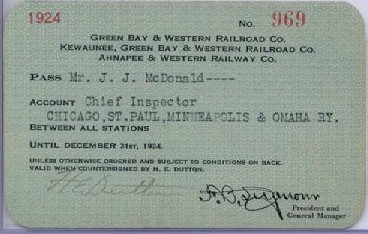 1924 No. 969
GREEN BAY & WESTERN RAILROAD CO.
KEWAUNEE, GREEN BAY & WESTERN RAILROAD CO.
AHNAPEE & WESTERN RAILWAY CO.
PASS Mr. J. J. McDonald----
ACCOUNT Chief Inspector
CHICAGO,ST.PAUL,MINNEAPOLIS & OMAHA RY.
BETWEEN ALL STATIONS
UNTIL DECEMBER 31ST, 1924.
UNLESS OTHERWISE ORDERED AND SUBJECT TO CONDITIONS ON BACK.
VALID WHEN COUNTERSIGNED BY H. E. DUTTON.
H E Dutton
F. B. Seymour
President and
General Manager